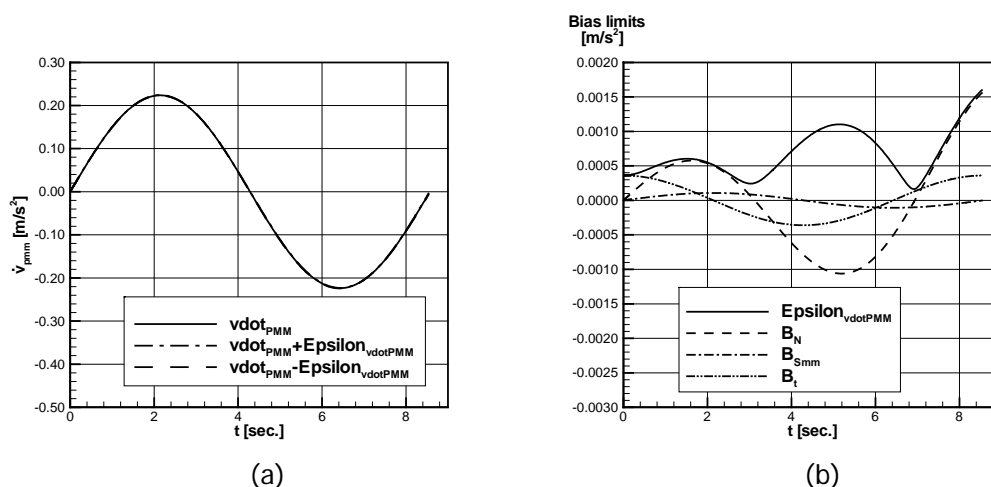 Bias limits
[m/s²]
0.30
0.20
0.10
0.00
-0.10
-0.20
-0.30
-0.40
-0.50
v̇pmm [m/s²]
vdotPMM
vdotPMM+EpsilonvdotPMM
vdotPMM-EpsilonvdotPMM
0 2 4 6 8
t [sec.]
(a)
0.0020
0.0015
0.0010
0.0005
0.0000
-0.0005
-0.0010
-0.0015
-0.0020
-0.0025
-0.0030
EpsilonvdotPMM
BN
BSmm
Bt
0 2 4 6 8
t [sec.]
(b)